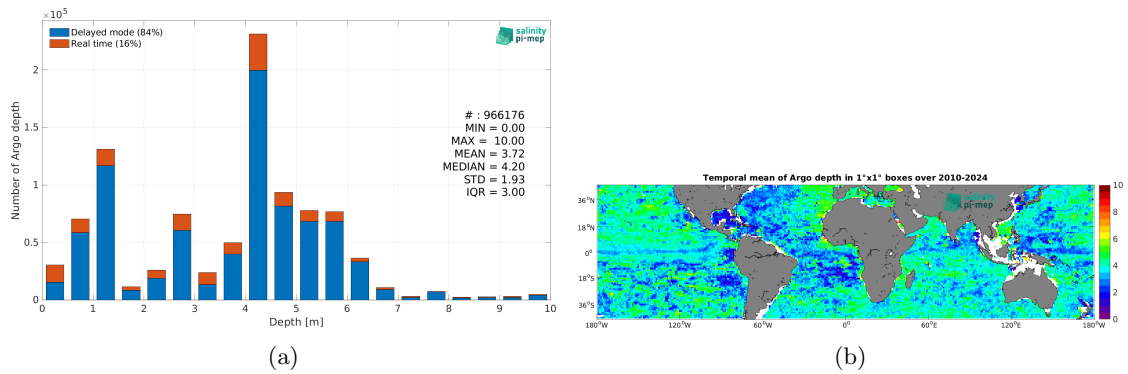 ×10⁵
Delayed mode (84%)
Real time (16%)
salinity
pi-mep
2
1.5
1
0.5
0
Number of Argo depth
# : 966176
MIN = 0.00
MAX = 10.00
MEAN = 3.72
MEDIAN = 4.20
STD = 1.93
IQR = 3.00
0 1 2 3 4 5 6 7 8 9 10
Depth [m]
(a)
Temporal mean of Argo depth in 1°x1° boxes over 2010-2024
salinity
pi-mep
36°N
18°N
0°
18°S
36°S
180°W 120°W 60°W 0° 60°E 120°E 180°W
10
8
6
4
2
0
(b)